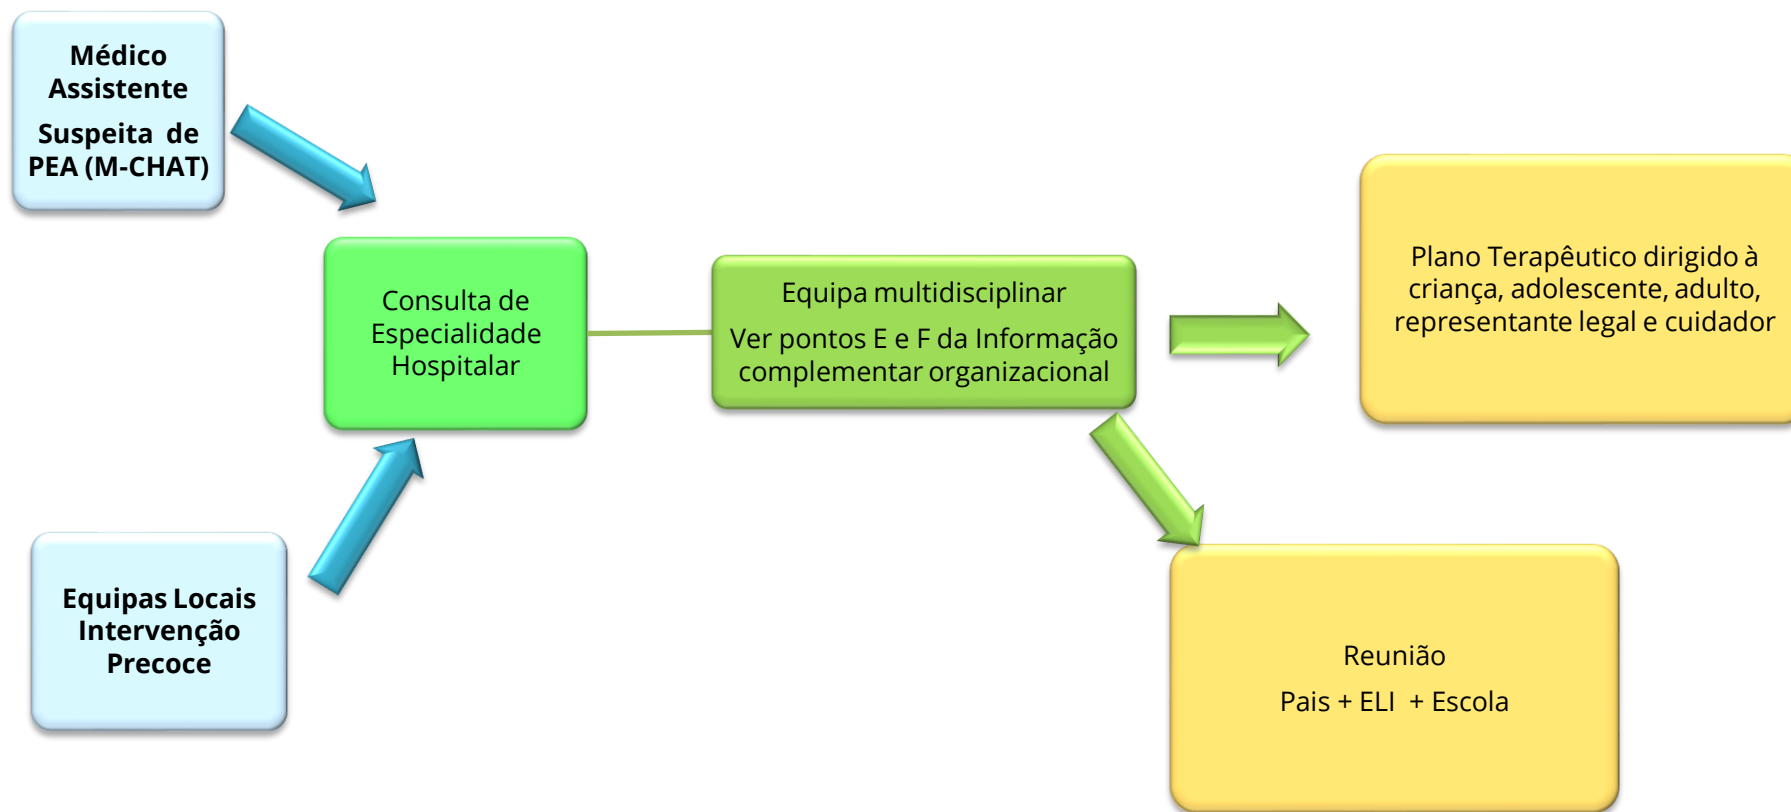 Médico
Assistente
Suspeita de
PEA (M-CHAT)
Consulta de
Especialidade
Hospitalar
Equipa multidisciplinar
Ver pontos E e F da Informação
complementar organizacional
Plano Terapêutico dirigido à
criança, adolescente, adulto,
representante legal e cuidador
Equipas Locais
Intervenção
Precoce
Reunião
Pais + ELI + Escola